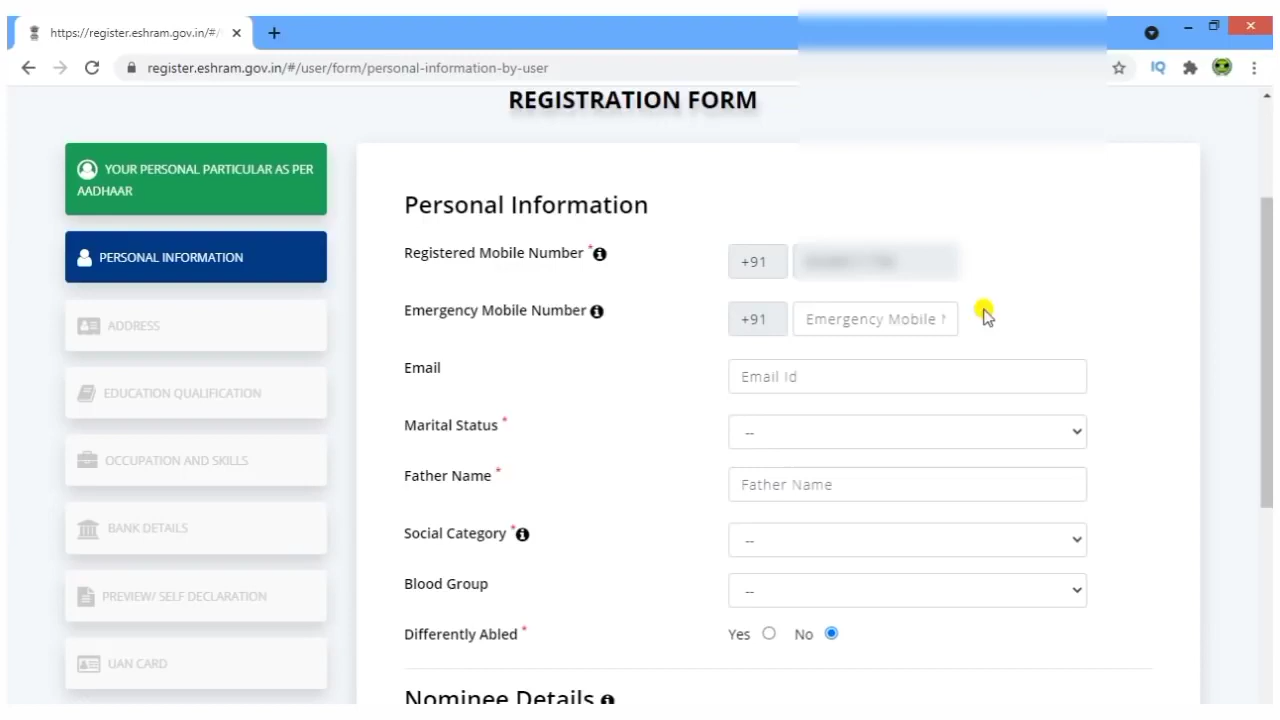 https://register.eshram.gov.in/#/
register.eshram.gov.in/#/user/form/personal-information-by-user
IQ
REGISTRATION FORM
YOUR PERSONAL PARTICULAR AS PER
AADHAAR
PERSONAL INFORMATION
ADDRESS
EDUCATION QUALIFICATION
OCCUPATION AND SKILLS
BANK DETAILS
PREVIEW/ SELF DECLARATION
UAN CARD
Personal Information
Registered Mobile Number *
+91
Emergency Mobile Number
+91 Emergency Mobile
Email
Email Id
Marital Status *
--
Father Name *
Father Name
Social Category *
--
Blood Group
--
Differently Abled *
Yes No
Nominee Details